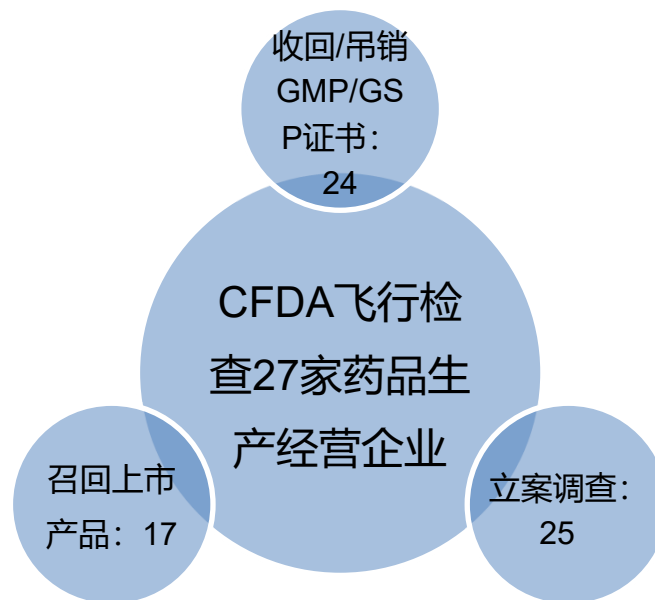 收回/吊销
GMP/GS
P证书：
24
CFDA飞行检
查27家药品生
产经营企业
召回上市
产品：17
立案调查：
25